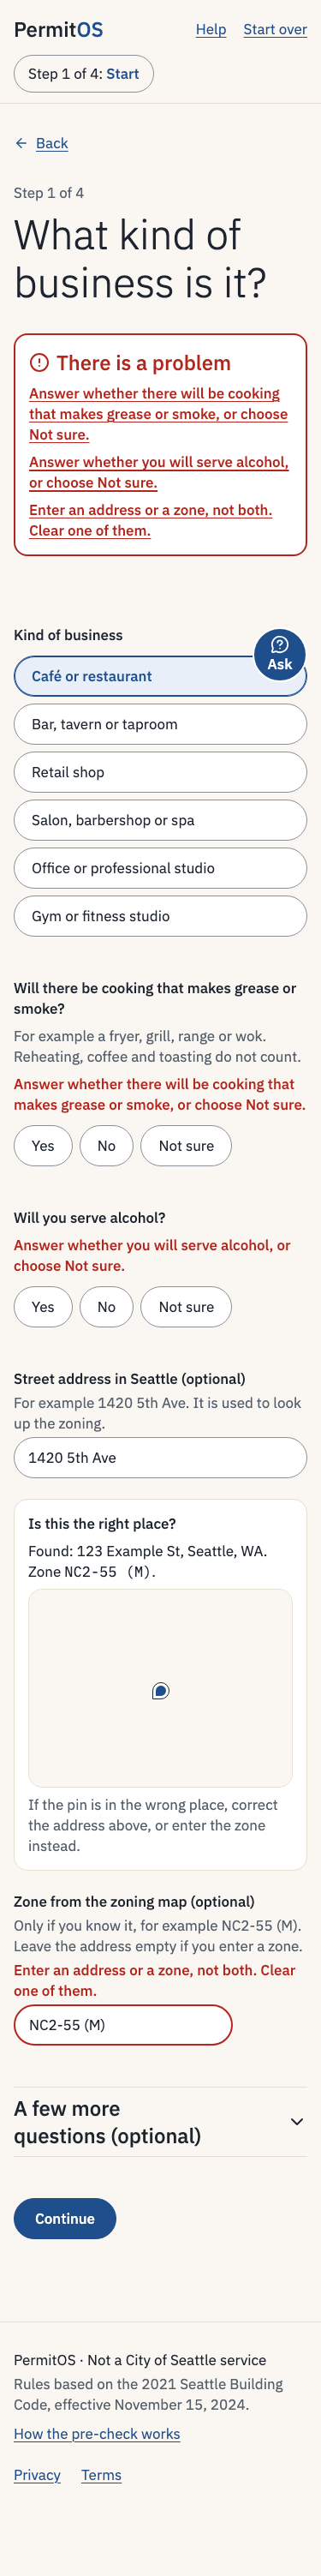 PermitOS
Help
Start over
Step 1 of 4: Start
Back
Step 1 of 4
What kind of
business is it?
There is a problem
Answer whether there will be cooking
that makes grease or smoke, or choose
Not sure.
Answer whether you will serve alcohol,
or choose Not sure.
Enter an address or a zone, not both.
Clear one of them.
Kind of business
Ask
Café or restaurant
Bar, tavern or taproom
Retail shop
Salon, barbershop or spa
Office or professional studio
Gym or fitness studio
Will there be cooking that makes grease or
smoke?
For example a fryer, grill, range or wok.
Reheating, coffee and toasting do not count.
Answer whether there will be cooking that
makes grease or smoke, or choose Not sure.
Yes
No
Not sure
Will you serve alcohol?
Answer whether you will serve alcohol, or
choose Not sure.
Yes
No
Not sure
Street address in Seattle (optional)
For example 1420 5th Ave. It is used to look
up the zoning.
1420 5th Ave
Is this the right place?
Found: 123 Example St, Seattle, WA.
Zone NC2-55 (M).
If the pin is in the wrong place, correct
the address above, or enter the zone
instead.
Zone from the zoning map (optional)
Only if you know it, for example NC2-55 (M).
Leave the address empty if you enter a zone.
Enter an address or a zone, not both. Clear
one of them.
NC2-55 (M)
A few more
questions (optional)
Continue
PermitOS · Not a City of Seattle service
Rules based on the 2021 Seattle Building
Code, effective November 15, 2024.
How the pre-check works
Privacy
Terms